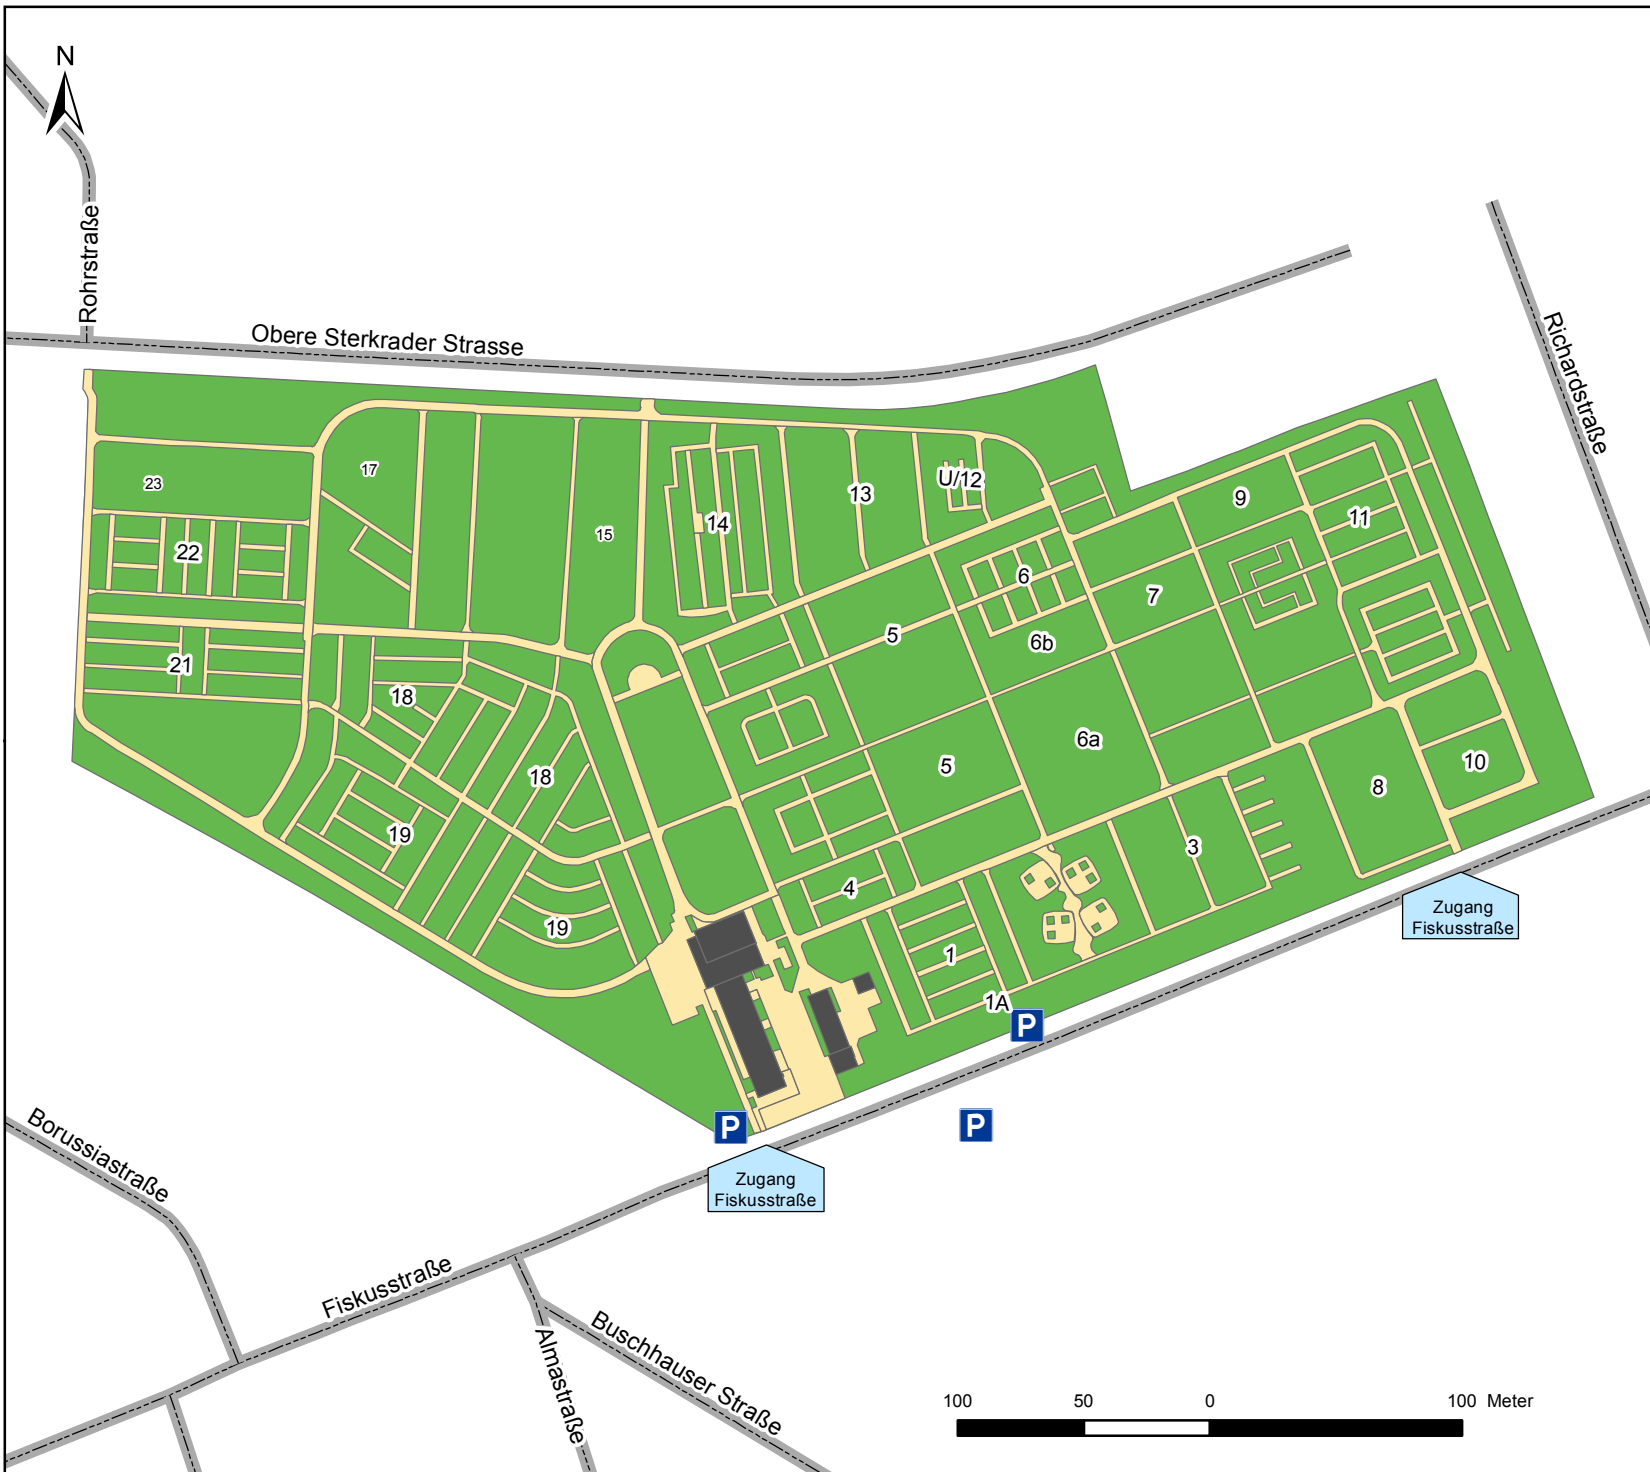 N
Rohrstraße
Obere Sterkrader Strasse
Richardstraße
17
23
15
14
13
U/12
9
11
22
6
7
5
6b
21
18
6a
5
10
18
8
19
3
4
19
1
1A
P
P
P
Zugang
Fiskusstraße
Zugang
Fiskusstraße
Borussiastraße
Fiskusstraße
Almastraße
Buschhauser Straße
100 50 0 100 Meter